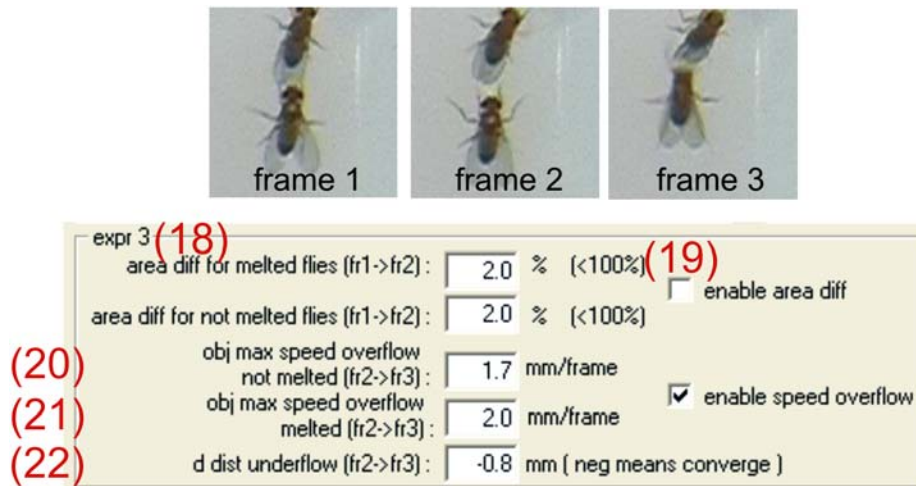 frame 1 frame 2 frame 3
expr 3 (18)
area diff for melted flies (fr1->fr2) : 2.0 % (<100%) (19)
enable area diff
area diff for not melted flies (fr1->fr2) : 2.0 % (<100%)
(20) obj max speed overflow
not melted (fr2->fr3) : 1.7 mm/frame
enable speed overflow
(21) obj max speed overflow
melted (fr2->fr3) : 2.0 mm/frame
(22) d dist underflow (fr2->fr3) : -0.8 mm ( neg means converge )